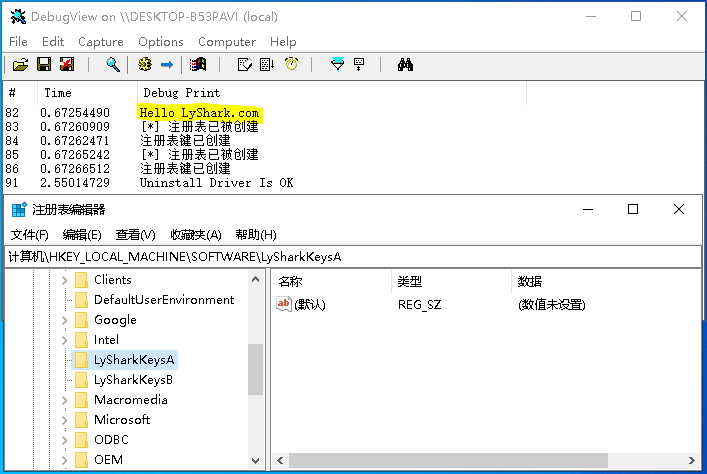 DebugView on \\DESKTOP-B53PAVI (local)
File Edit Capture Options Computer Help
# Time Debug Print
82 0.67254490 Hello LyShark.com
83 0.67260909 [*] 注册表已被创建
84 0.67262471 注册表键已创建
85 0.67265242 [*] 注册表已被创建
86 0.67266512 注册表键已创建
91 2.55014729 Uninstall Driver Is OK
注册表编辑器
文件(F) 编辑(E) 查看(V) 收藏夹(A) 帮助(H)
计算机\HKEY_LOCAL_MACHINE\SOFTWARE\LySharkKeysA
Clients
DefaultUserEnvironment
Google
Intel
LySharkKeysA
LySharkKeysB
Macromedia
Microsoft
ODBC
OEM
名称 类型 数据
ab (默认) REG_SZ (数值未设置)